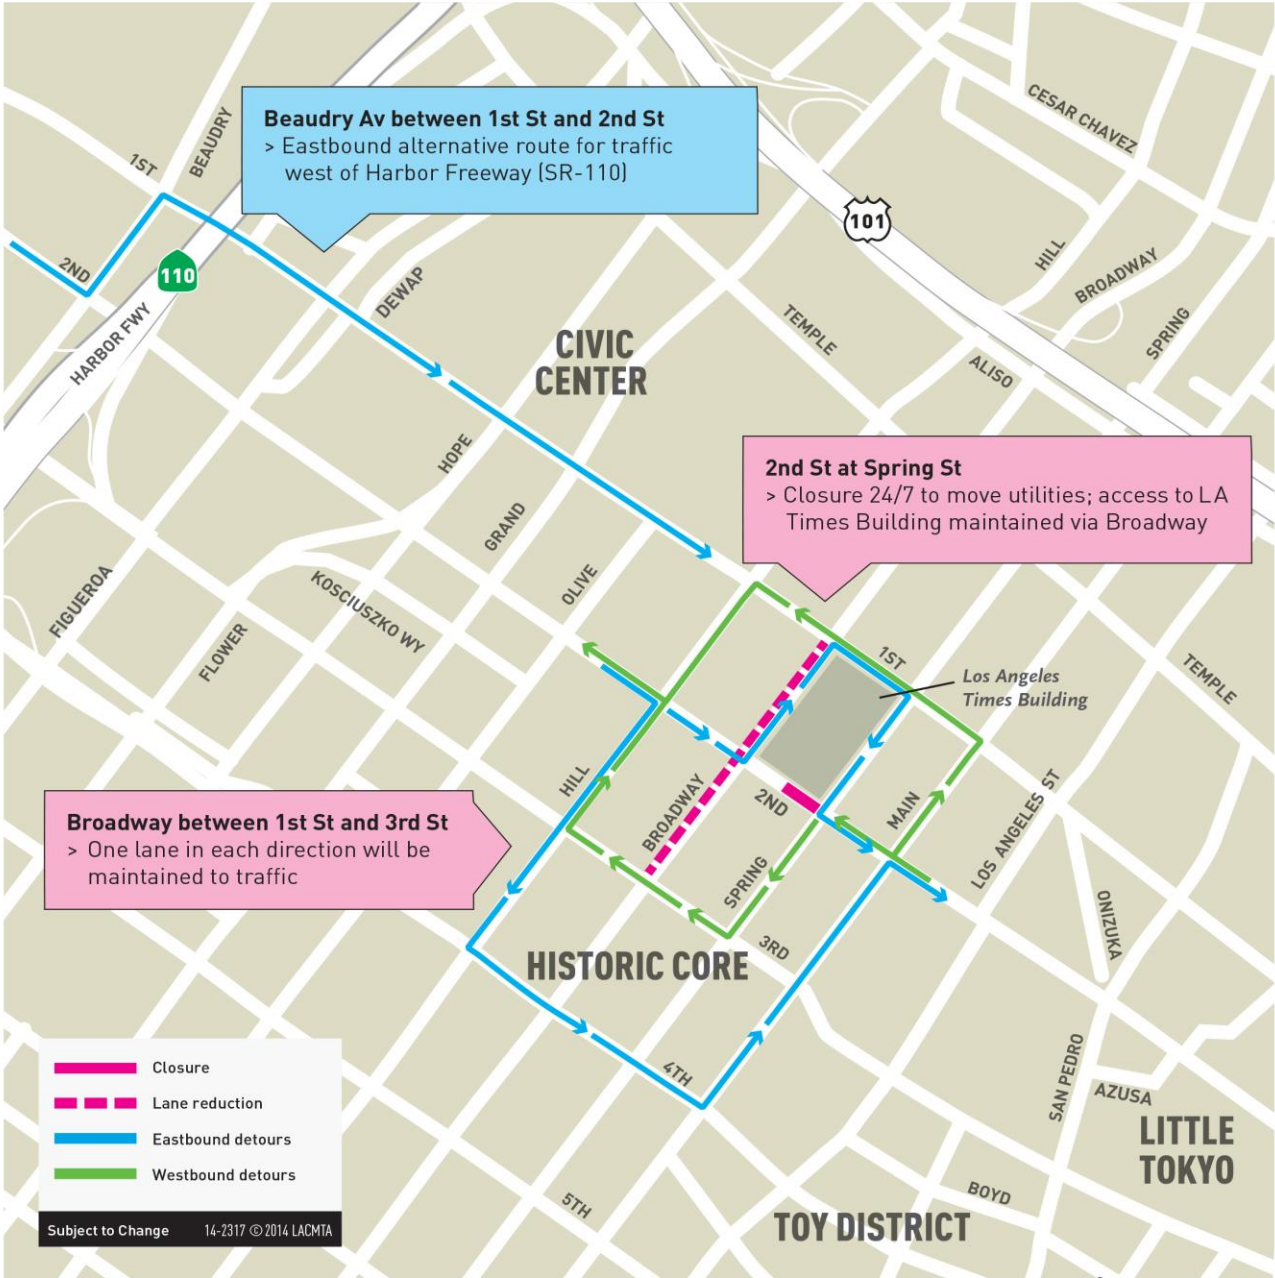 Beaudry Av between 1st St and 2nd St
> Eastbound alternative route for traffic
west of Harbor Freeway (SR-110)
CESAR CHAVEZ
BEAUDRY
1ST
101
2ND
110
HILL
BROADWAY
SPRING
DEWAP
HARBOR FWY
TEMPLE
CIVIC
CENTER
ALISO
HOPE
2nd St at Spring St
> Closure 24/7 to move utilities; access to LA
Times Building maintained via Broadway
GRAND
OLIVE
FIGUEROA
KOSCIUSZKO WY
FLOWER
1ST
Los Angeles
Times Building
TEMPLE
HILL
BROADWAY
2ND
MAIN
LOS ANGELES ST
Broadway between 1st St and 3rd St
> One lane in each direction will be
maintained to traffic
SPRING
ONIZUKA
3RD
HISTORIC CORE
4TH
SAN PEDRO
AZUSA
LITTLE
TOKYO
Closure
Lane reduction
Eastbound detours
Westbound detours
5TH
BOYD
TOY DISTRICT
Subject to Change 14-2317 © 2014 LACMTA